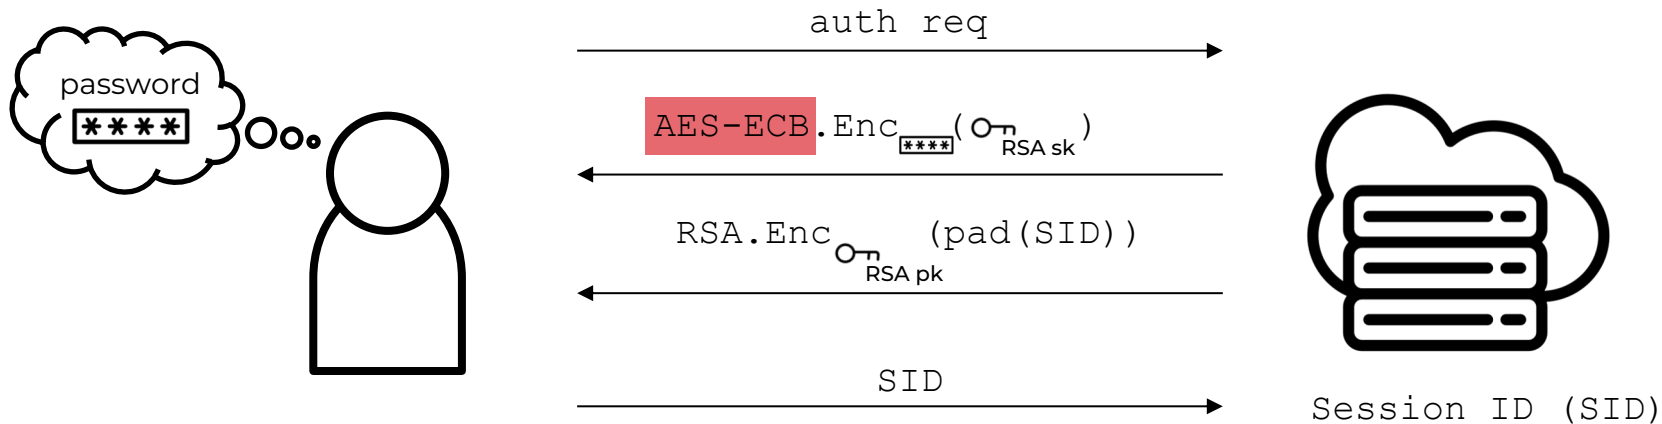 auth req
password
****
AES-ECB.Enc****( RSA sk )
RSA.Enc RSA pk (pad(SID))
SID
Session ID (SID)